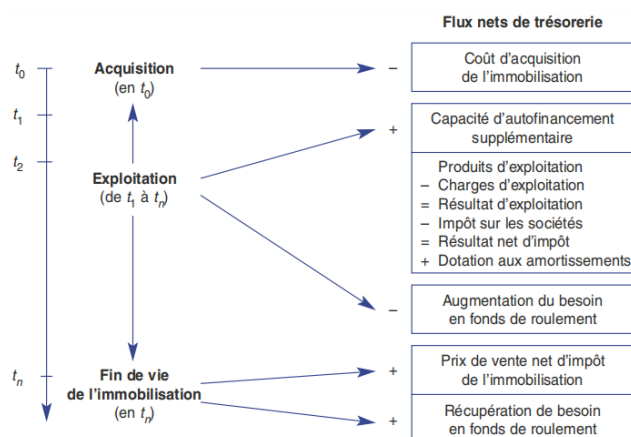 Flux nets de trésorerie
t0
Acquisition
(en t0)
–
Coût d'acquisition
de l'immobilisation
t1
t2
+
Capacité d'autofinancement
supplémentaire
Exploitation
(de t1 à tn)
Produits d'exploitation
– Charges d'exploitation
= Résultat d'exploitation
– Impôt sur les sociétés
= Résultat net d'impôt
+ Dotation aux amortissements
–
Augmentation du besoin
en fonds de roulement
tn
Fin de vie
de l'immobilisation
(en tn)
+
Prix de vente net d'impôt
de l'immobilisation
+
Récupération de besoin
en fonds de roulement